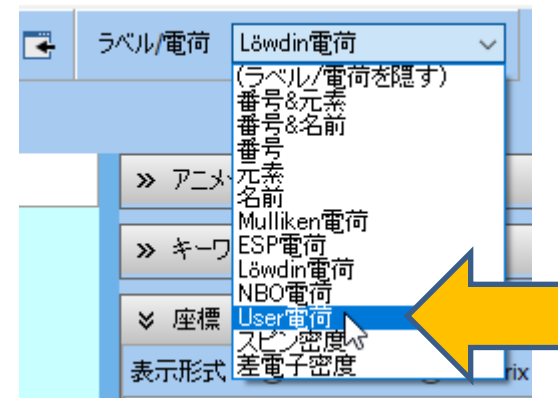 ラベル/電荷 Löwdin電荷
(ラベル/電荷を隠す)
番号&元素
番号&名前
番号
元素
名前
Mulliken電荷
ESP電荷
Löwdin電荷
NBO電荷
User電荷
スピン密度
差電子密度
アニメ
キーワ
座標
表示形式
rix